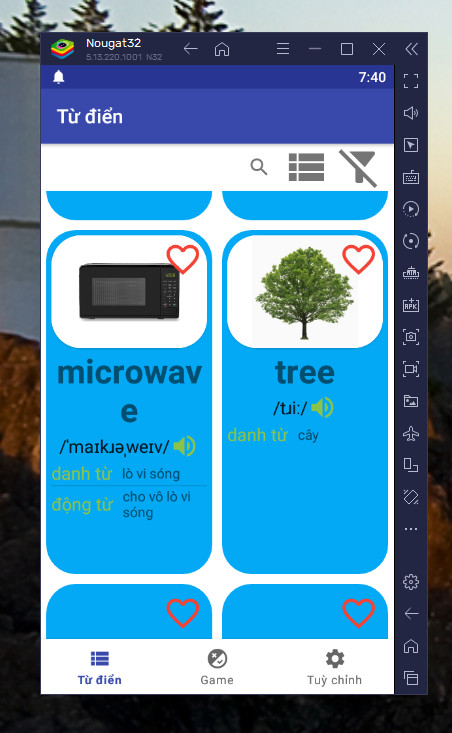 Nougat32
5.13.220.1001 N32
7:40
Từ điển
microwav
e
/ˈmaɪkɹəˌweɪv/
danh từ lò vi sóng
động từ cho vô lò vi
sóng
tree
/tɹiː/
danh từ cây
Từ điển
Game
Tuỳ chỉnh